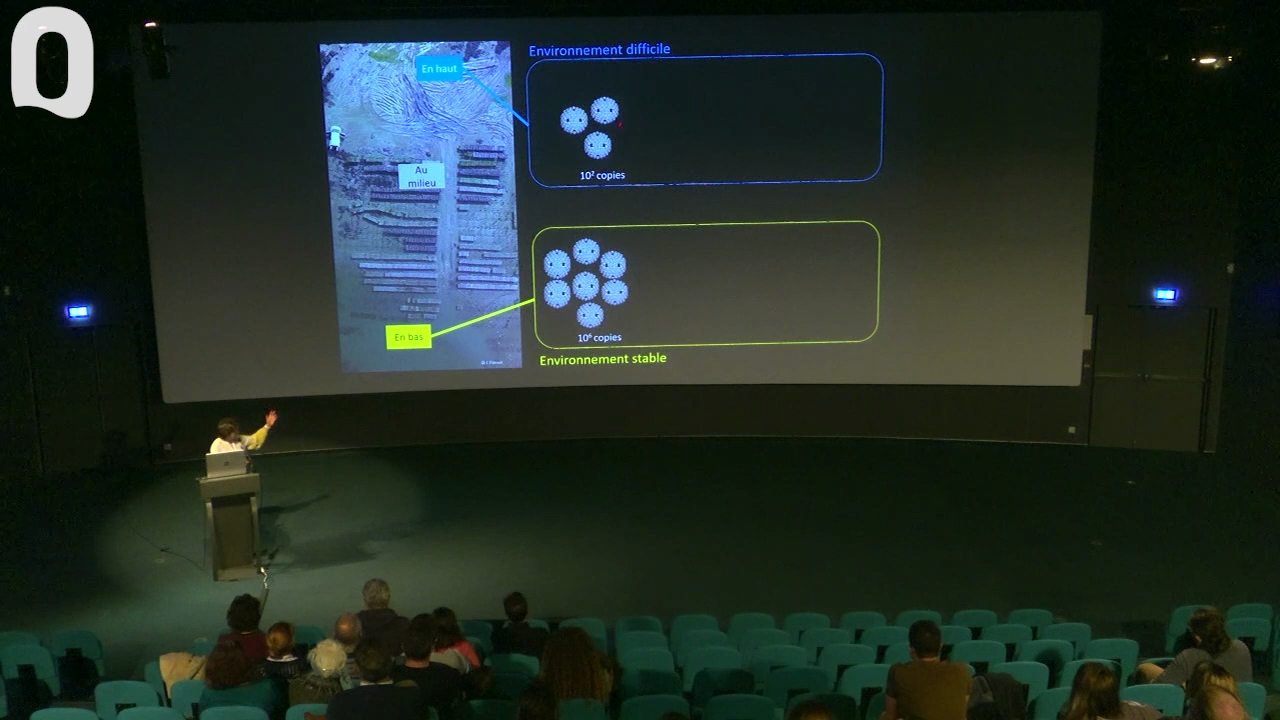 O
Environnement difficile
En haut
Au
milieu
10² copies
10⁶ copies
En bas
Environnement stable